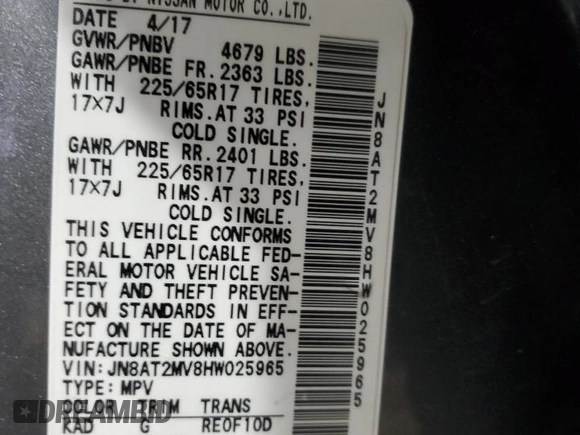 BY NISSAN MOTOR CO.,LTD.
DATE 4/17
GVWR/PNBV 4679 LBS.
GAWR/PNBE FR. 2363 LBS.
WITH 225/65R17 TIRES,
17×7J RIMS.AT 33 PSI
COLD SINGLE.
GAWR/PNBE RR. 2401 LBS.
WITH 225/65R17 TIRES,
17×7J RIMS.AT 33 PSI
COLD SINGLE.
THIS VEHICLE CONFORMS
TO ALL APPLICABLE FED-
ERAL MOTOR VEHICLE SA-
FETY AND THEFT PREVEN-
TION STANDARDS IN EFF-
ECT ON THE DATE OF MA-
NUFACTURE SHOWN ABOVE.
VIN:JN8AT2MV8HW025965
TYPE:MPV
COLOR TRIM TRANS
KAD G RE0F10D
JN8AT2MV8HW025965
DREAMRIDER.COM